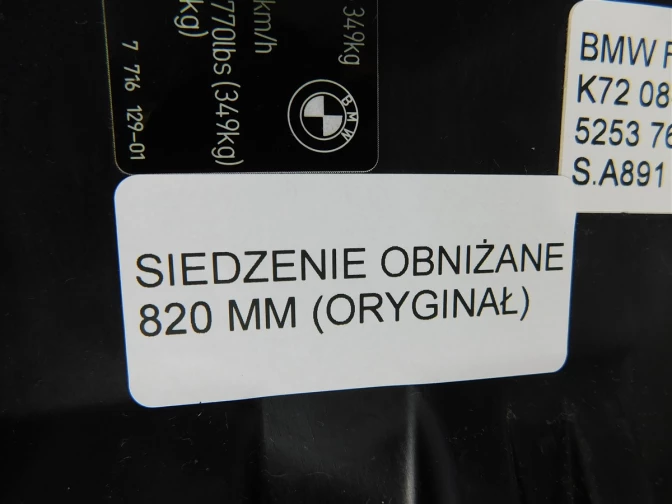 349kg
km/h
770lbs (349kg)
kg)
7 716 129-01
BMW
BMW
K72 08
5253 76
S.A891
SIEDZENIE OBNIŻANE
820 MM (ORYGINAŁ)